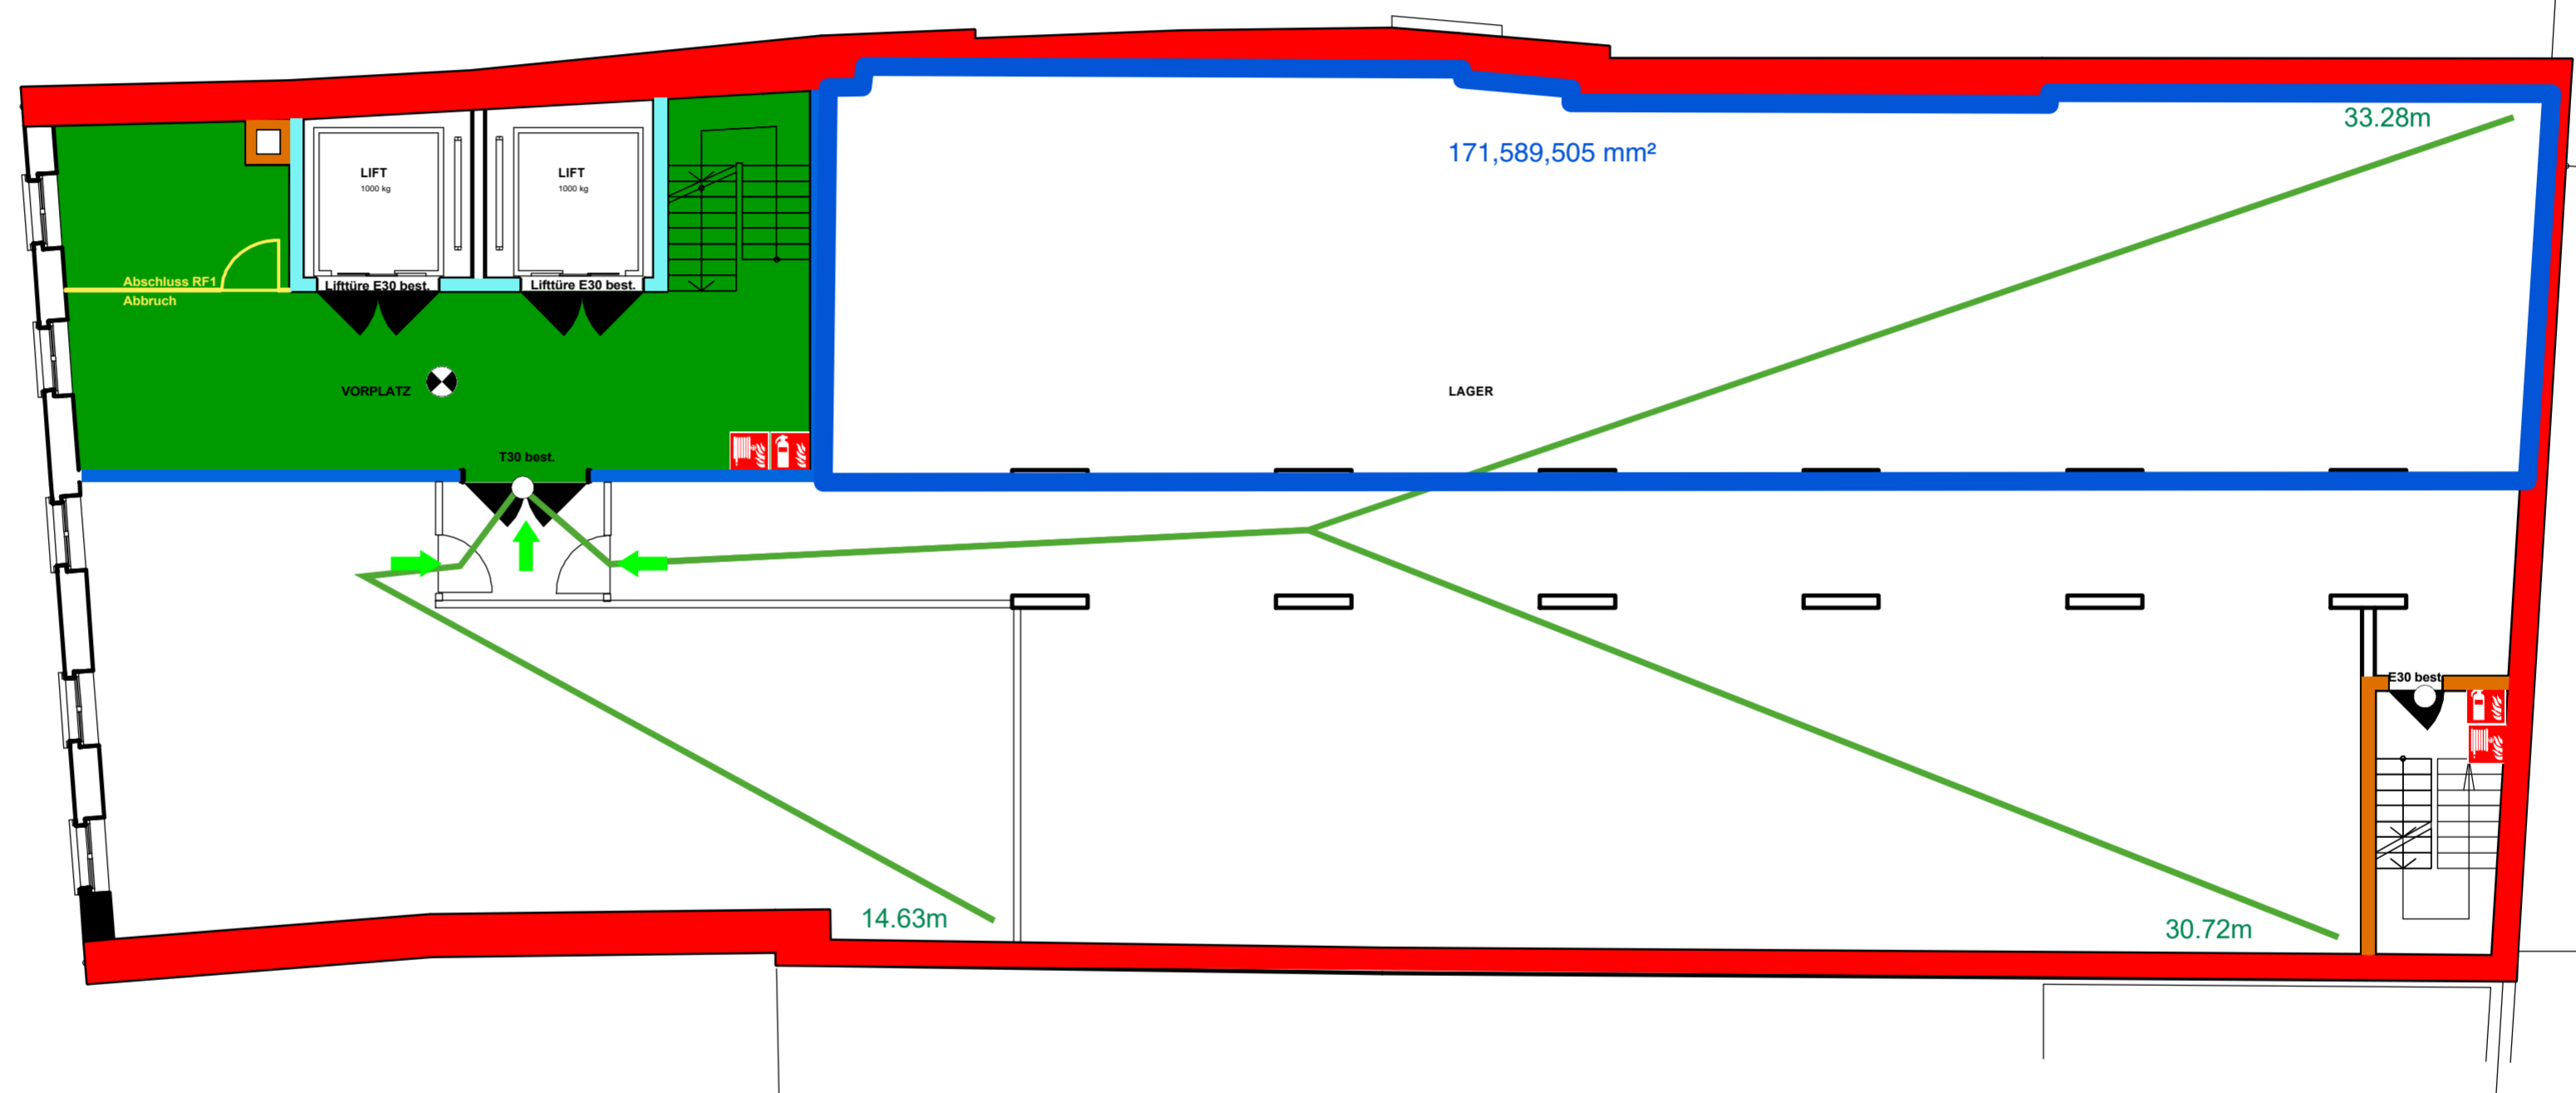 33.28m
171,589,505 mm²
LIFT
1000 kg
LIFT
1000 kg
Abschluss RF1
Abbruch
Lifttüre E30 best.
Lifttüre E30 best.
VORPLATZ
LAGER
T30 best.
E30 best.
14.63m
30.72m